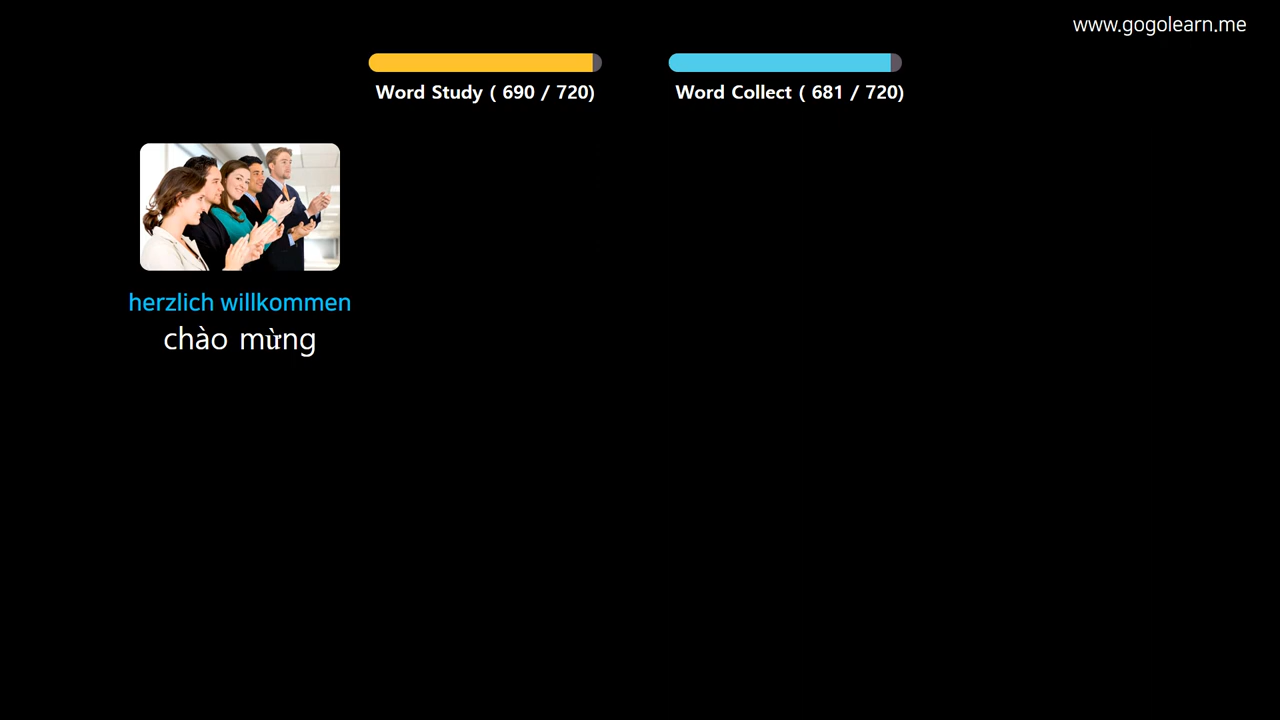 www.gogolearn.me
Word Study ( 690 / 720)
Word Collect ( 681 / 720)
herzlich willkommen
chào mừng